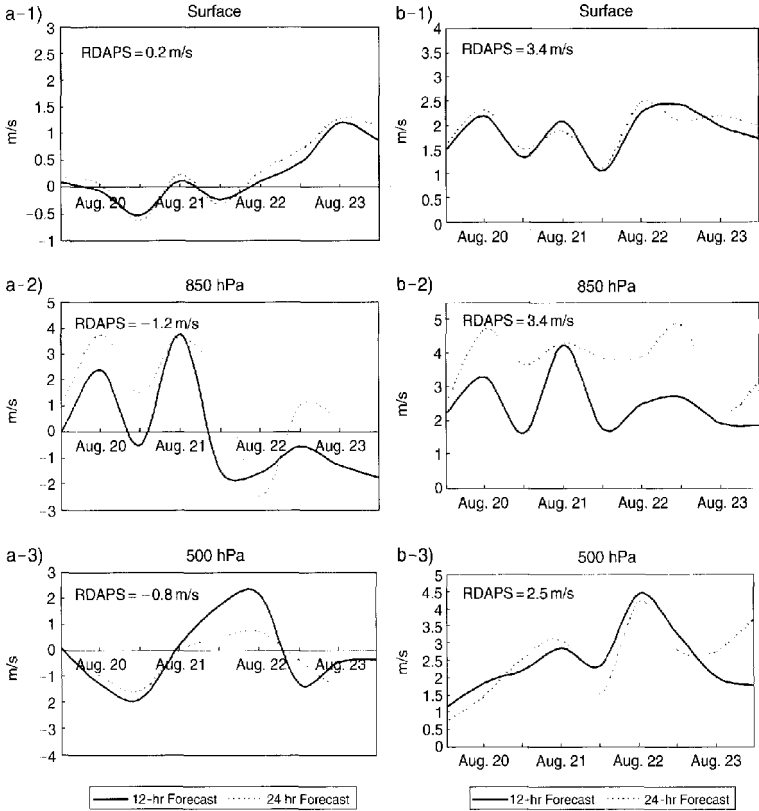 a-1) Surface
3
2.5
2
1.5
1
0.5
0
-0.5
-1
m/s
RDAPS = 0.2 m/s
Aug. 20 Aug. 21 Aug. 22 Aug. 23
b-1) Surface
4
3.5
3
2.5
2
1.5
1
0.5
0
m/s
RDAPS = 3.4 m/s
Aug. 20 Aug. 21 Aug. 22 Aug. 23
a-2) 850 hPa
5
4
3
2
1
0
-1
-2
-3
m/s
RDAPS = -1.2 m/s
Aug. 20 Aug. 21 Aug. 22 Aug. 23
b-2) 850 hPa
5
4
3
2
1
0
m/s
RDAPS = 3.4 m/s
Aug. 20 Aug. 21 Aug. 22 Aug. 23
a-3) 500 hPa
3
2
1
0
-1
-2
-3
-4
m/s
RDAPS = -0.8 m/s
Aug. 20 Aug. 21 Aug. 22 Aug. 23
b-3) 500 hPa
5
4.5
4
3.5
3
2.5
2
1.5
1
0.5
0
m/s
RDAPS = 2.5 m/s
Aug. 20 Aug. 21 Aug. 22 Aug. 23
12-hr Forecast 24 hr Forecast
12-hr Forecast 24-hr Forecast